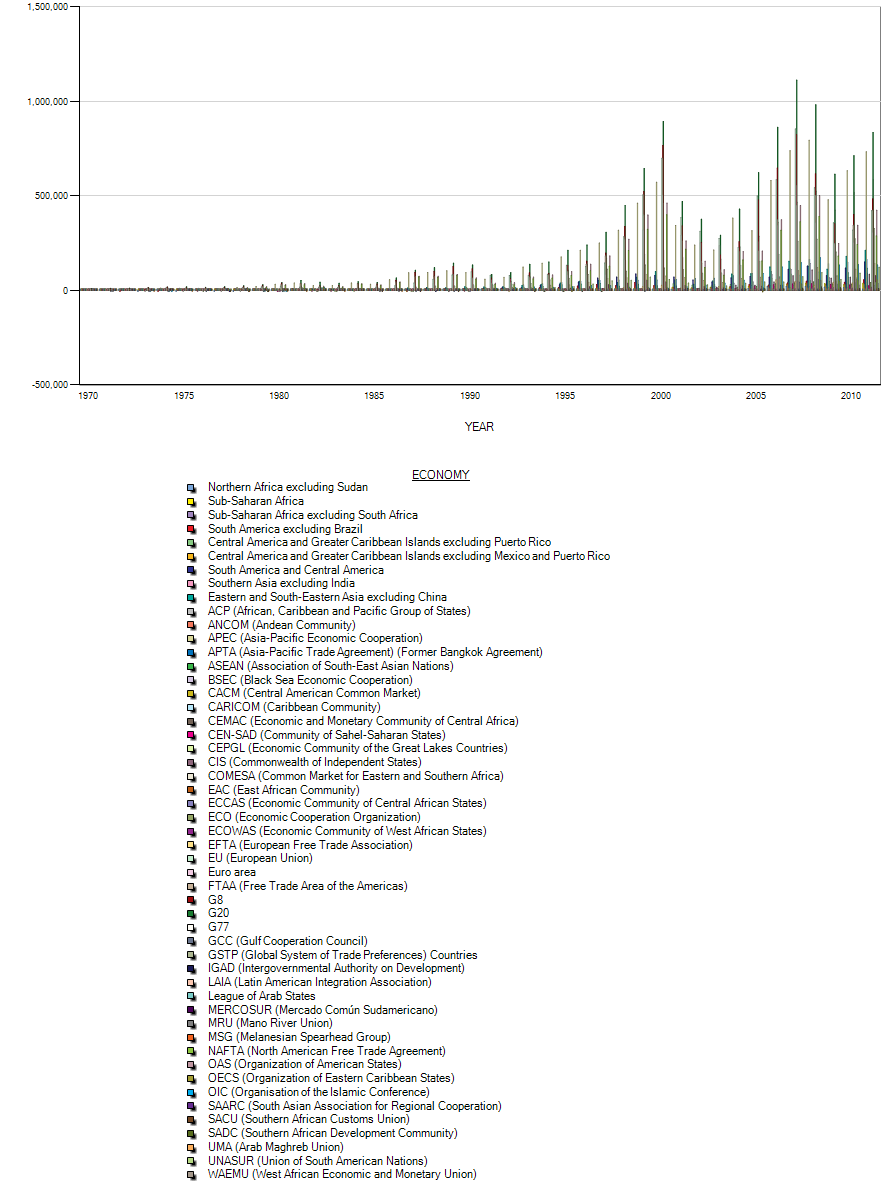 1,500,000
1,000,000
500,000
0
-500,000
1970 1975 1980 1985 1990 1995 2000 2005 2010
YEAR
ECONOMY
Northern Africa excluding Sudan
Sub-Saharan Africa
Sub-Saharan Africa excluding South Africa
South America excluding Brazil
Central America and Greater Caribbean Islands excluding Puerto Rico
Central America and Greater Caribbean Islands excluding Mexico and Puerto Rico
South America and Central America
Southern Asia excluding India
Eastern and South-Eastern Asia excluding China
ACP (African, Caribbean and Pacific Group of States)
ANCOM (Andean Community)
APEC (Asia-Pacific Economic Cooperation)
APTA (Asia-Pacific Trade Agreement) (Former Bangkok Agreement)
ASEAN (Association of South-East Asian Nations)
BSEC (Black Sea Economic Cooperation)
CACM (Central American Common Market)
CARICOM (Caribbean Community)
CEMAC (Economic and Monetary Community of Central Africa)
CEN-SAD (Community of Sahel-Saharan States)
CEPGL (Economic Community of the Great Lakes Countries)
CIS (Commonwealth of Independent States)
COMESA (Common Market for Eastern and Southern Africa)
EAC (East African Community)
ECCAS (Economic Community of Central African States)
ECO (Economic Cooperation Organization)
ECOWAS (Economic Community of West African States)
EFTA (European Free Trade Association)
EU (European Union)
Euro area
FTAA (Free Trade Area of the Americas)
G8
G20
G77
GCC (Gulf Cooperation Council)
GSTP (Global System of Trade Preferences) Countries
IGAD (Intergovernmental Authority on Development)
LAIA (Latin American Integration Association)
League of Arab States
MERCOSUR (Mercado Común Sudamericano)
MRU (Mano River Union)
MSG (Melanesian Spearhead Group)
NAFTA (North American Free Trade Agreement)
OAS (Organization of American States)
OECS (Organization of Eastern Caribbean States)
OIC (Organisation of the Islamic Conference)
SAARC (South Asian Association for Regional Cooperation)
SACU (Southern African Customs Union)
SADC (Southern African Development Community)
UMA (Arab Maghreb Union)
UNASUR (Union of South American Nations)
WAEMU (West African Economic and Monetary Union)